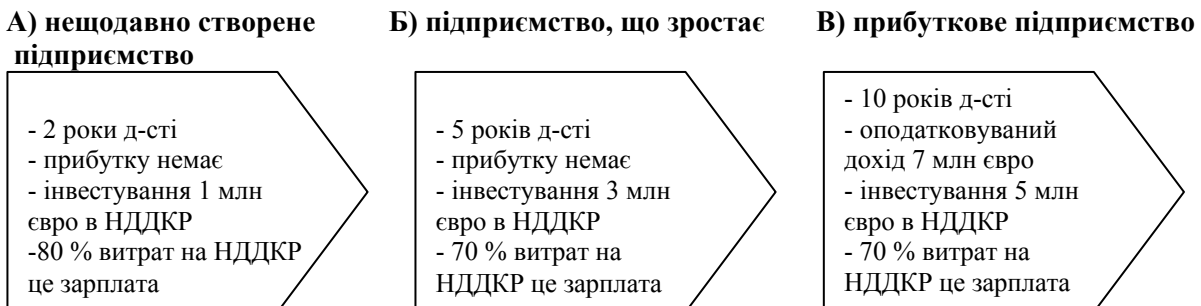 А) нещодавно створене
підприємство
- 2 роки д-сті
- прибутку немає
- інвестування 1 млн
євро в НДДКР
-80 % витрат на НДДКР
це зарплата
Б) підприємство, що зростає
- 5 років д-сті
- прибутку немає
- інвестування 3 млн
євро в НДДКР
- 70 % витрат на
НДДКР це зарплата
В) прибуткове підприємство
- 10 років д-сті
- оподатковуваний
дохід 7 млн євро
- інвестування 5 млн
євро в НДДКР
- 70 % витрат на
НДДКР це зарплата